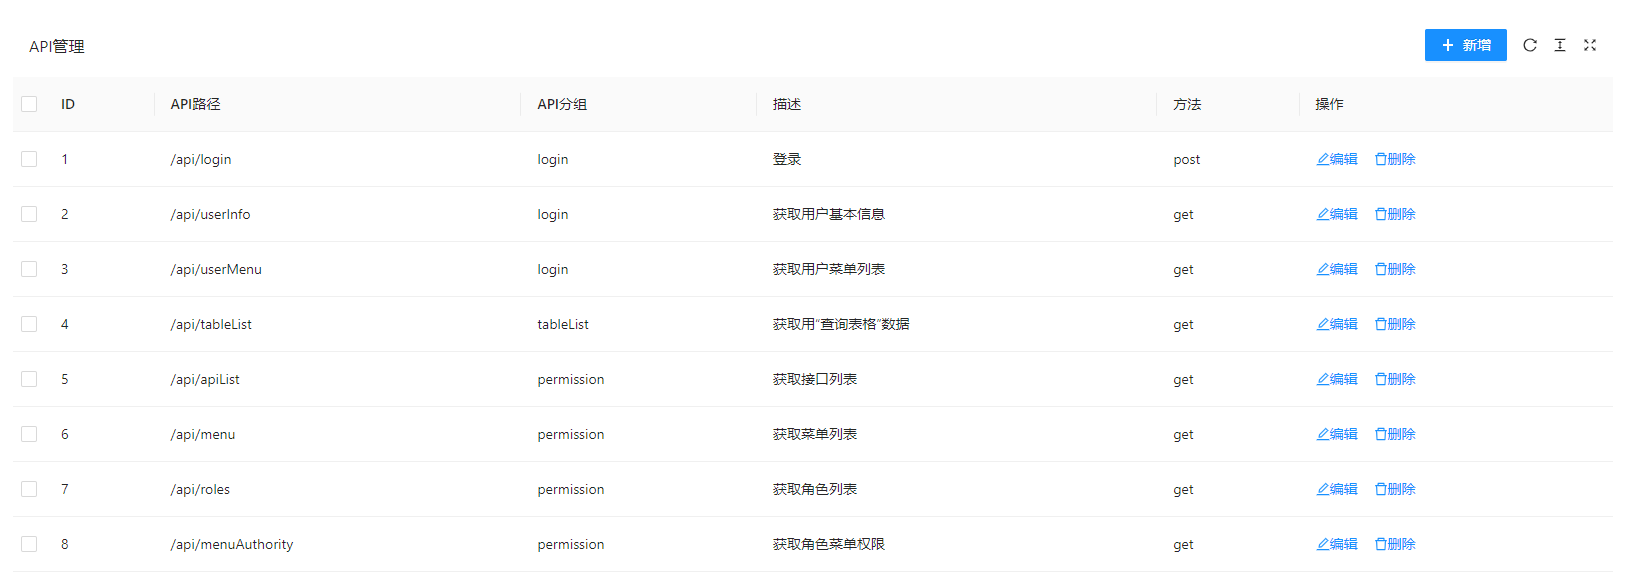 API管理
新增
ID API路径 API分组 描述 方法 操作
1 /api/login login 登录 post 编辑 删除
2 /api/userInfo login 获取用户基本信息 get 编辑 删除
3 /api/userMenu login 获取用户菜单列表 get 编辑 删除
4 /api/tableList tableList 获取用“查询表格”数据 get 编辑 删除
5 /api/apiList permission 获取接口列表 get 编辑 删除
6 /api/menu permission 获取菜单列表 get 编辑 删除
7 /api/roles permission 获取角色列表 get 编辑 删除
8 /api/menuAuthority permission 获取角色菜单权限 get 编辑 删除